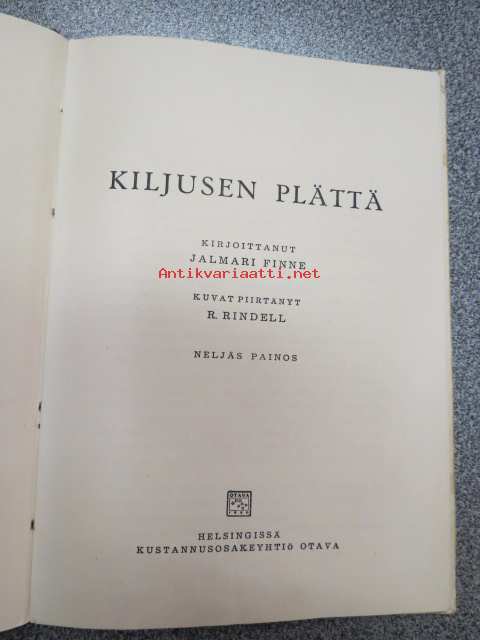 KILJUSEN PLÄTTÄ
KIRJOITTANUT
JALMARI FINNE
Antikvariaatti.net
KUVAT PIIRTANYT
R. RINDELL
NELJÄS PAINOS
OTAVA
HELSINGISSÄ
KUSTANNUSOSAKEYHTIÖ OTAVA